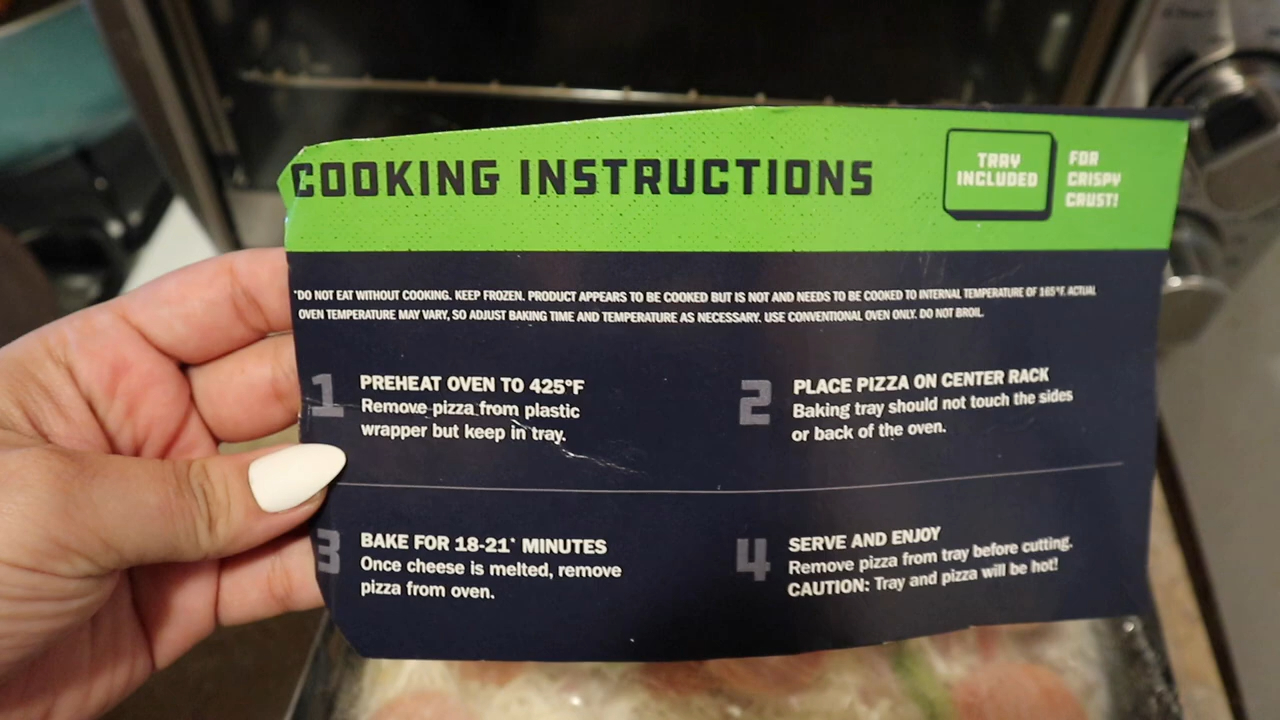 COOKING INSTRUCTIONS
TRAY
INCLUDED
FOR
CRISPY
CRUST!
*DO NOT EAT WITHOUT COOKING. KEEP FROZEN. PRODUCT APPEARS TO BE COOKED BUT IS NOT AND NEEDS TO BE COOKED TO INTERNAL TEMPERATURE OF 165°F. ACTUAL
OVEN TEMPERATURE MAY VARY, SO ADJUST BAKING TIME AND TEMPERATURE AS NECESSARY. USE CONVENTIONAL OVEN ONLY. DO NOT BROIL.
1
PREHEAT OVEN TO 425°F
Remove pizza from plastic
wrapper but keep in tray.
2
PLACE PIZZA ON CENTER RACK
Baking tray should not touch the sides
or back of the oven.
3
BAKE FOR 18-21* MINUTES
Once cheese is melted, remove
pizza from oven.
4
SERVE AND ENJOY
Remove pizza from tray before cutting.
CAUTION: Tray and pizza will be hot!